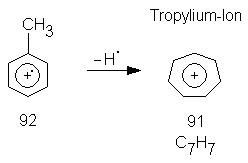 Tropylium-Ion
CH3
–H•
+•
+
92
91
C7H7